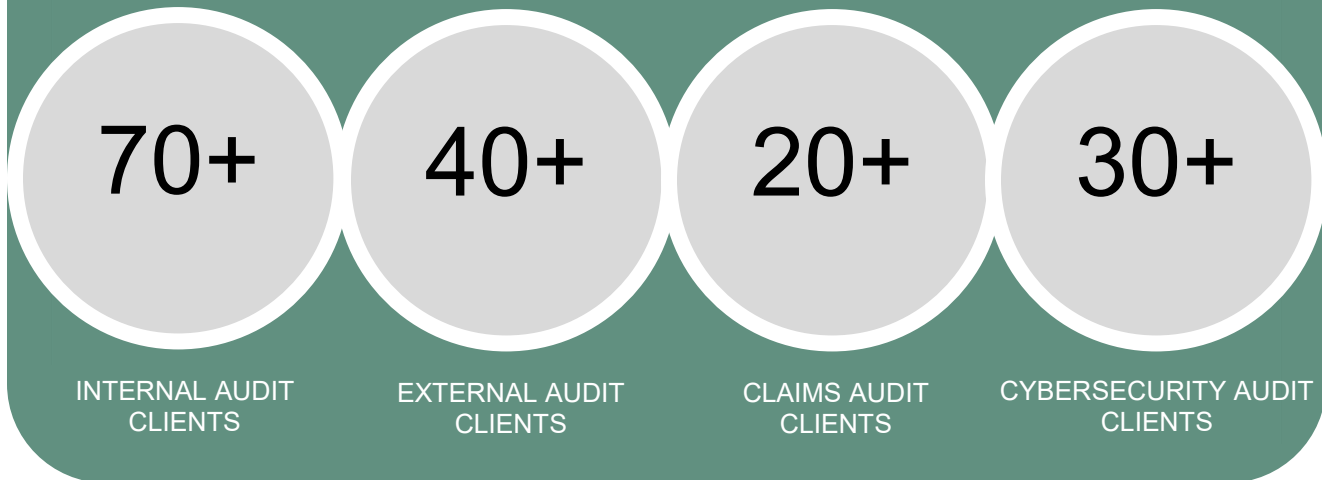 70+
INTERNAL AUDIT
CLIENTS
40+
EXTERNAL AUDIT
CLIENTS
20+
CLAIMS AUDIT
CLIENTS
30+
CYBERSECURITY AUDIT
CLIENTS